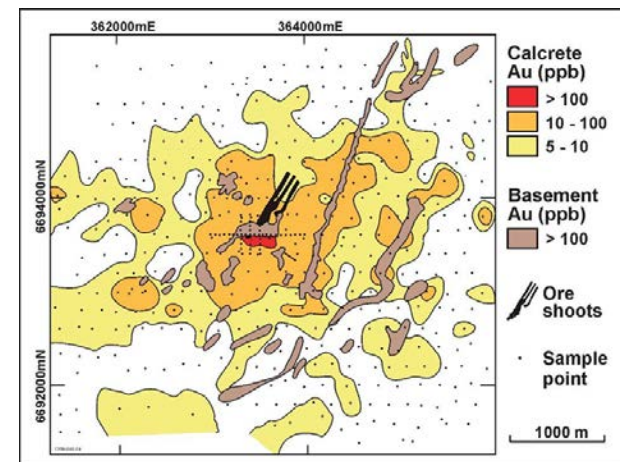 362000mE
364000mE
6694000mN
6692000mN
Calcrete
Au (ppb)
> 100
10 - 100
5 - 10
Basement
Au (ppb)
> 100
Ore
shoots
Sample
point
1000 m